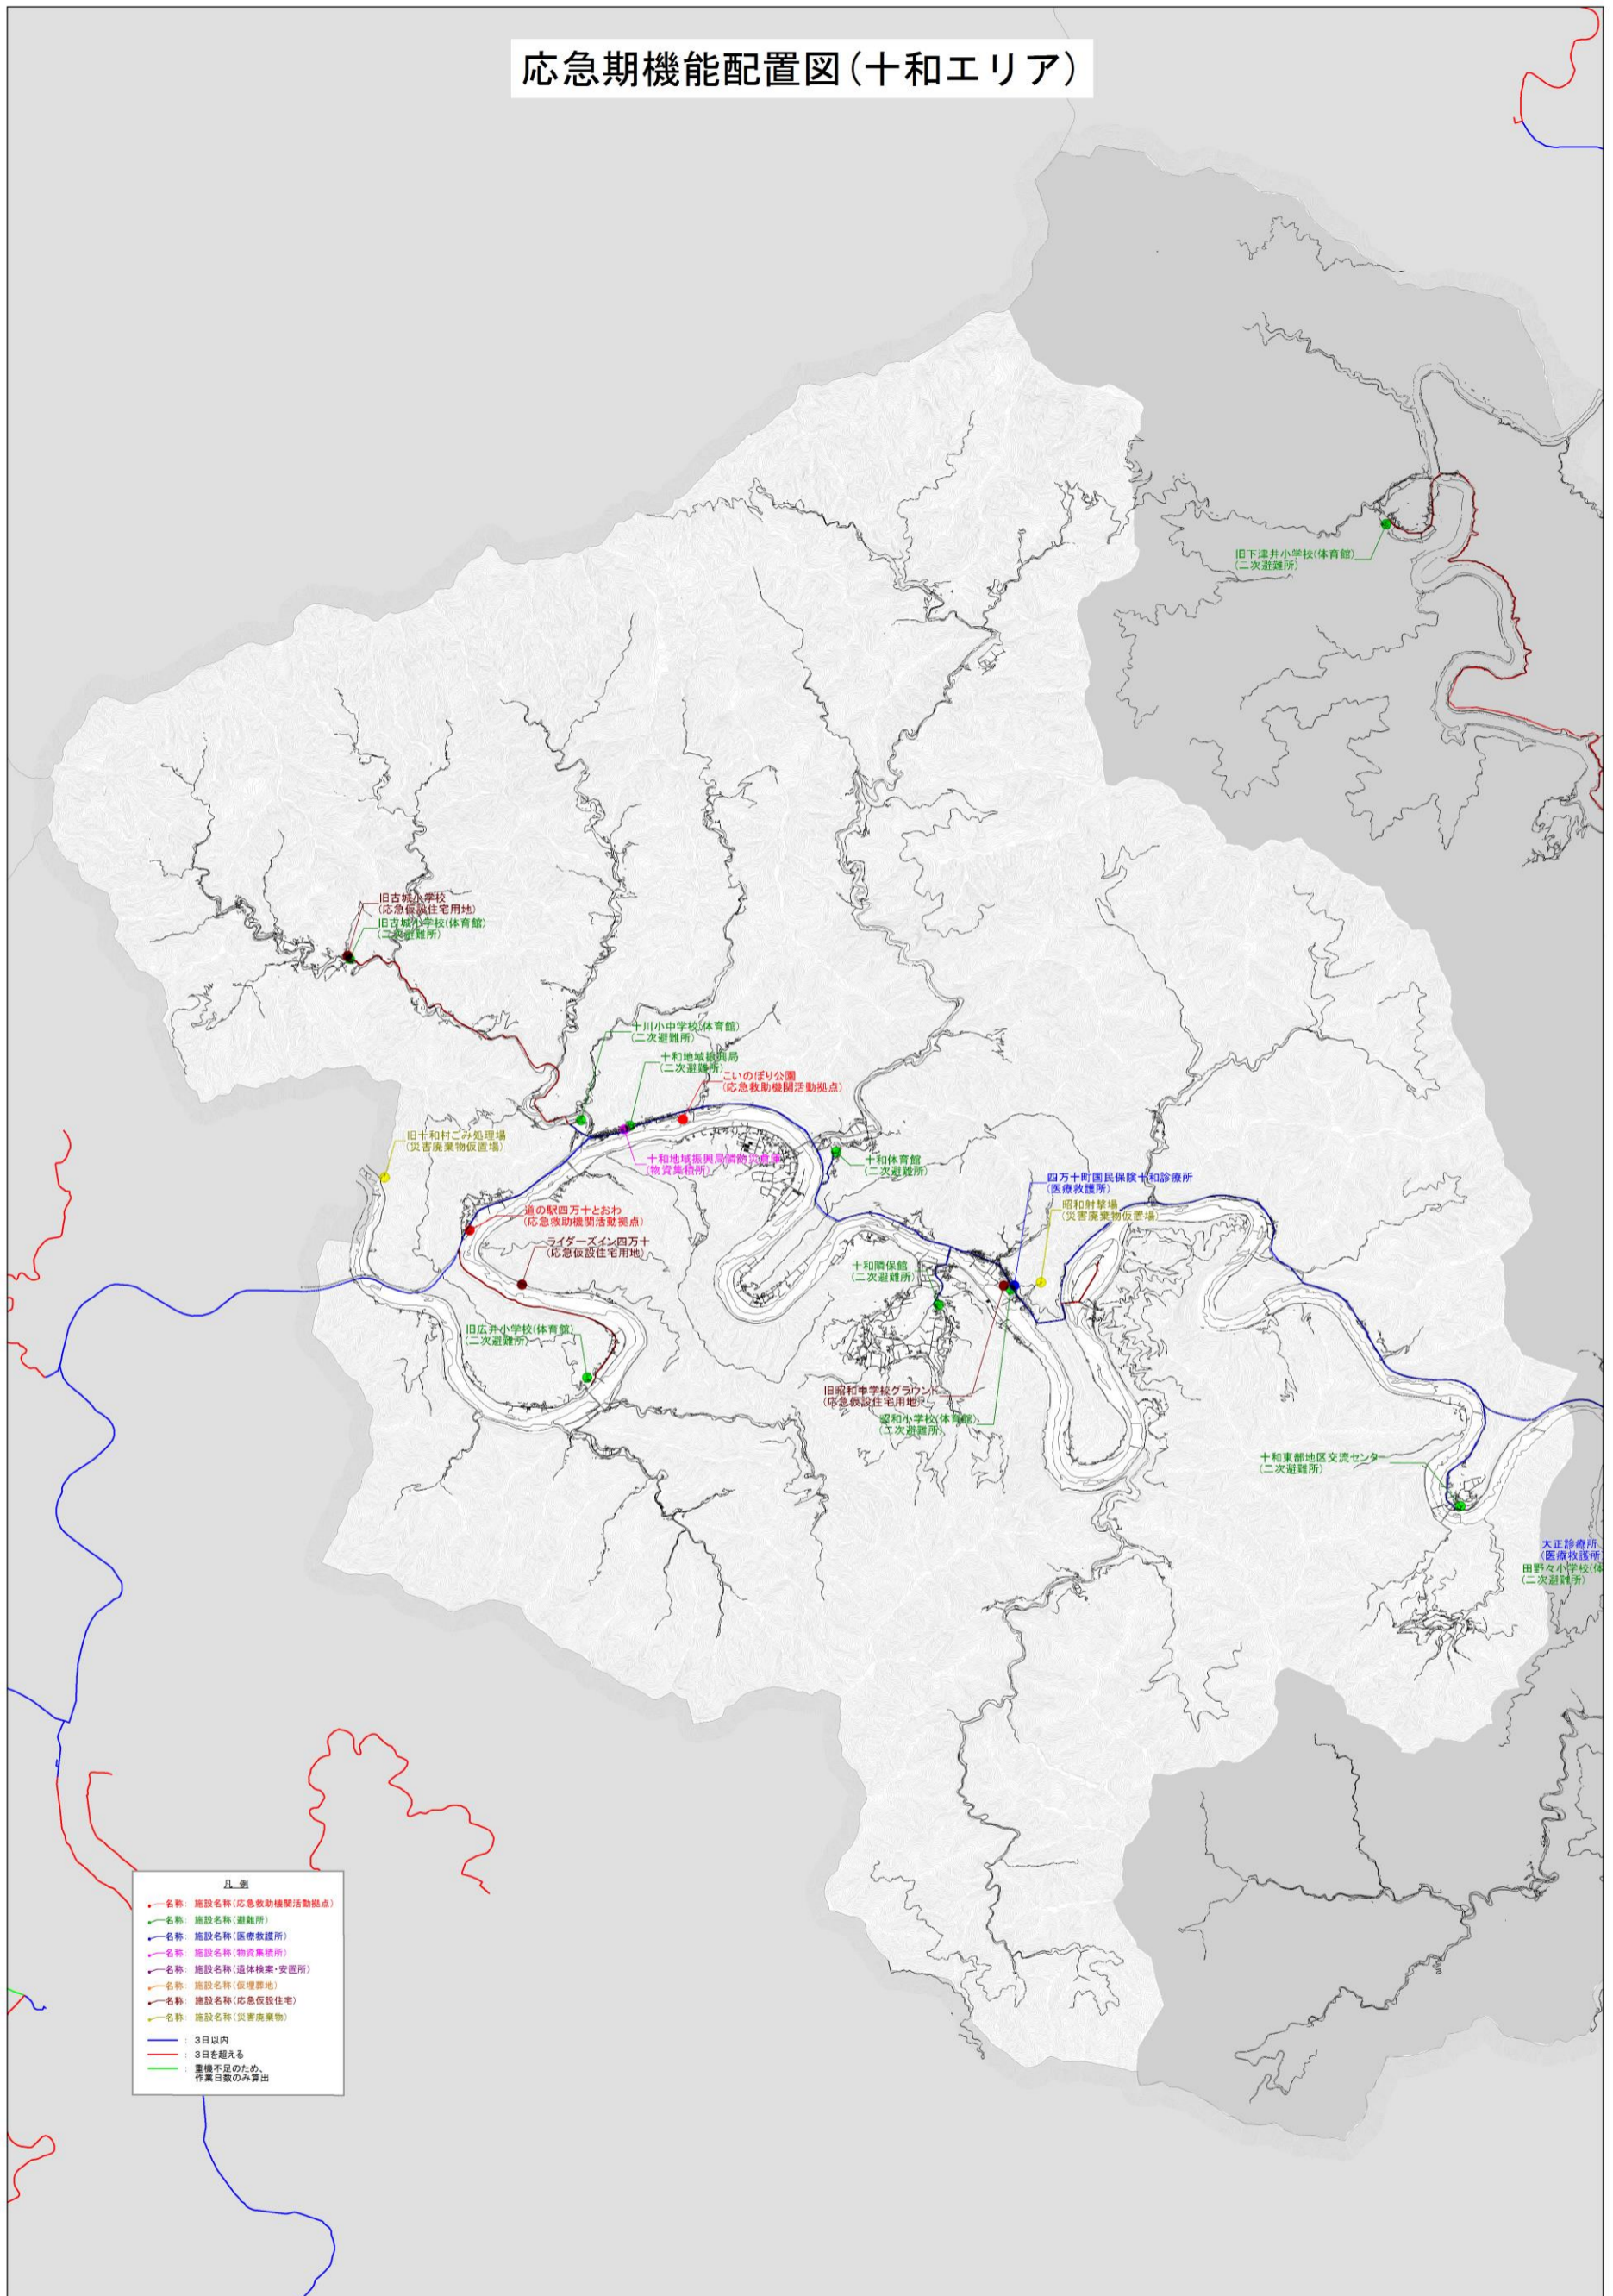 応急期機能配置図(十和エリア)
旧下津井小学校(体育館)
(二次避難所)
旧古城小学校
(応急仮設住宅用地)
旧古城小学校(体育館)
(二次避難所)
十川小中学校(体育館)
(二次避難所)
十和地域振興局
(二次避難所)
こいのぼり公園
(応急救助機関活動拠点)
旧十和村ごみ処理場
(災害廃棄物仮置場)
十和地域振興局
(物資集積所)
十和体育館
(二次避難所)
四万十町国民保険十和診療所
(医療救護所)
昭和射撃場
(災害廃棄物仮置場)
道の駅四万十とおわ
(応急救助機関活動拠点)
ライダーズイン四万十
(応急仮設住宅用地)
十和隣保館
(二次避難所)
旧広井小学校(体育館)
(二次避難所)
旧昭和中学校グラウンド
(応急仮設住宅用地)
昭和小学校(体育館)
(二次避難所)
十和東部地区交流センター
(二次避難所)
大正診療所
(医療救護所
田野々小学校(体
(二次避難所)
凡 例
名称: 施設名称(応急救助機関活動拠点)
名称: 施設名称(避難所)
名称: 施設名称(医療救護所)
名称: 施設名称(物資集積所)
名称: 施設名称(遺体検案・安置所)
名称: 施設名称(仮埋葬地)
名称: 施設名称(応急仮設住宅)
名称: 施設名称(災害廃棄物)
: 3日以内
: 3日を超える
: 重機不足のため、
作業日数のみ算出